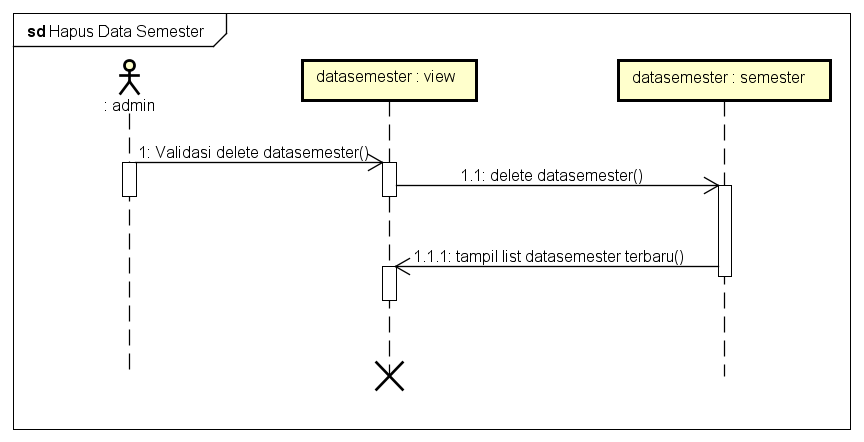 sd Hapus Data Semester
: admin
datasemester : view
datasemester : semester
1: Validasi delete datasemester()
1.1: delete datasemester()
1.1.1: tampil list datasemester terbaru()